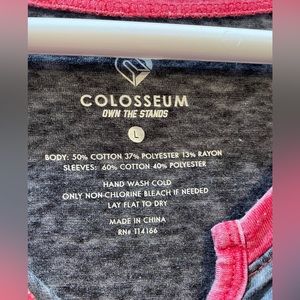 COLOSSEUM
OWN THE STANDS
L
BODY: 50% COTTON 37% POLYESTER 13% RAYON
SLEEVES: 60% COTTON 40% POLYESTER
HAND WASH COLD
ONLY NON-CHLORINE BLEACH IF NEEDED
LAY FLAT TO DRY
MADE IN CHINA
RN# 114166